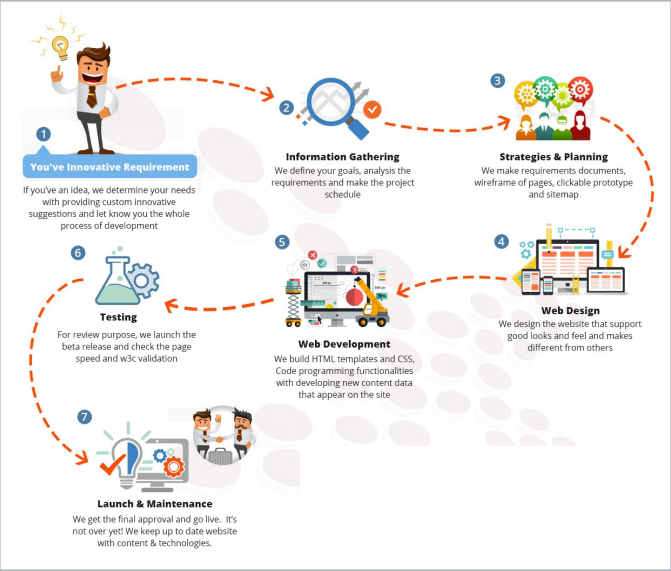 1
You've Innovative Requirement
If you've an idea, we determine your needs
with providing custom innovative
suggestions and let know you the whole
process of development
2
Information Gathering
We define your goals, analysis the
requirements and make the project
schedule
3
Strategies & Planning
We make requirements documents,
wireframe of pages, clickable prototype
and sitemap
4
Web Design
We design the website that support
good looks and feel and makes
different from others
5
Web Development
We build HTML templates and CSS,
Code programming functionalities
with developing new content data
that appear on the site
6
Testing
For review purpose, we launch the
beta release and check the page
speed and w3c validation
7
Launch & Maintenance
We get the final approval and go live. It's
not over yet! We keep up to date website
with content & technologies.